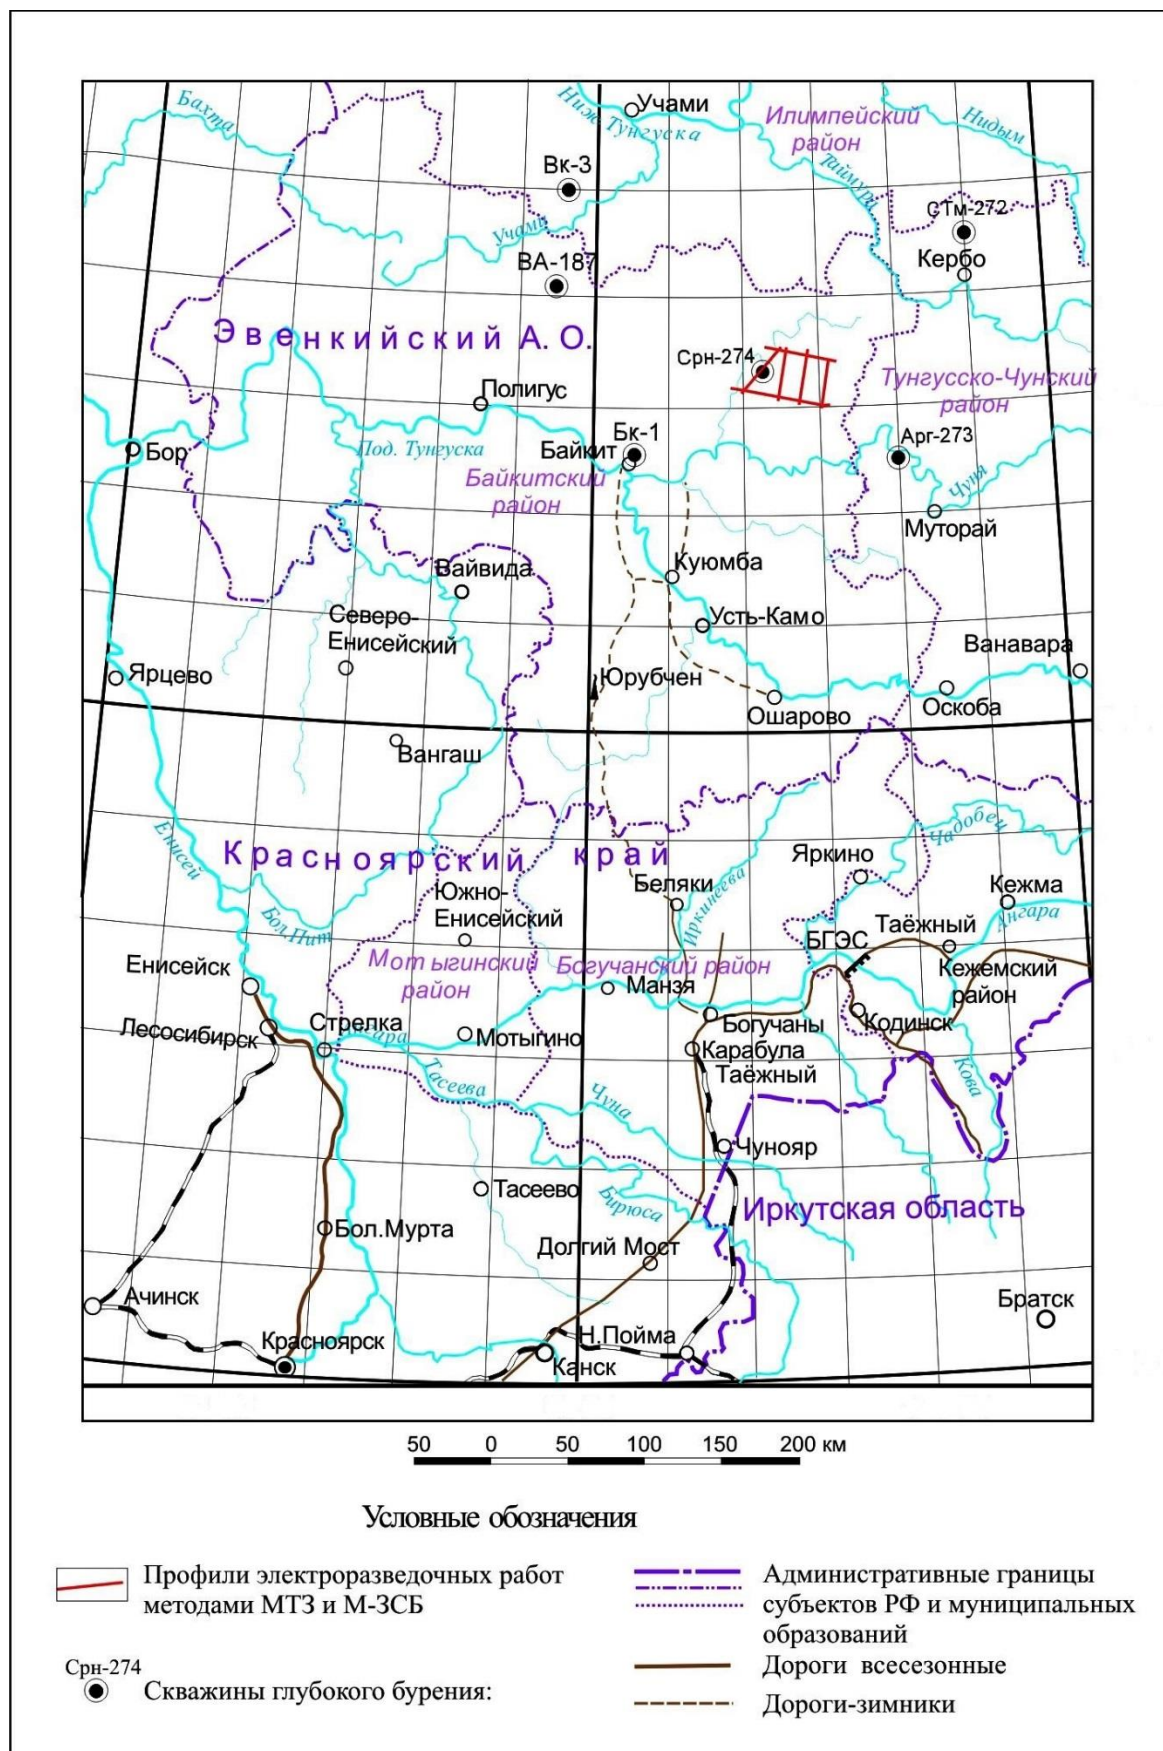 Бахта
Ниж. Тунгуска
Учами
Илимпейский
район
Нидым
Таймура
Вк-3
СТм-272
Учами
ВА-187
Кербо
Эвенкийский А. О.
Срн-274
Тунгусско-Чунский
район
Полигус
Бк-1
Арг-273
Бор
Под. Тунгуска
Байкит
Байкитский
район
Чуня
Муторай
Вайвида
Куюмба
Северо-
Енисейский
Усть-Камо
Ванавара
Ярцево
Юрубчен
Ошарово
Оскоба
Вангаш
Енисей
Красноярский край
Чадобец
Яркино
Беляки
Иркинеева
Кежма
Южно-
Енисейский
Бол.Пит
Ангара
Таёжный
БГЭС
Енисейск
Мотыгинский
район
Богучанский район
Манзя
Кежемский
район
Лесосибирск
Стрелка
Ангара
Мотыгино
Богучаны
Кодинск
Карабула
Таёжный
Тасеева
Чуна
Кова
Чунояр
Тасеево
Бирюса
Иркутская область
Бол.Мурта
Долгий Мост
Ачинск
Братск
Красноярск
Н.Пойма
Канск
50 0 50 100 150 200 км
Условные обозначения
Профили электроразведочных работ
методами МТЗ и М-ЗСБ
Административные границы
субъектов РФ и муниципальных
образований
Срн-274
Скважины глубокого бурения:
Дороги всесезонные
Дороги-зимники